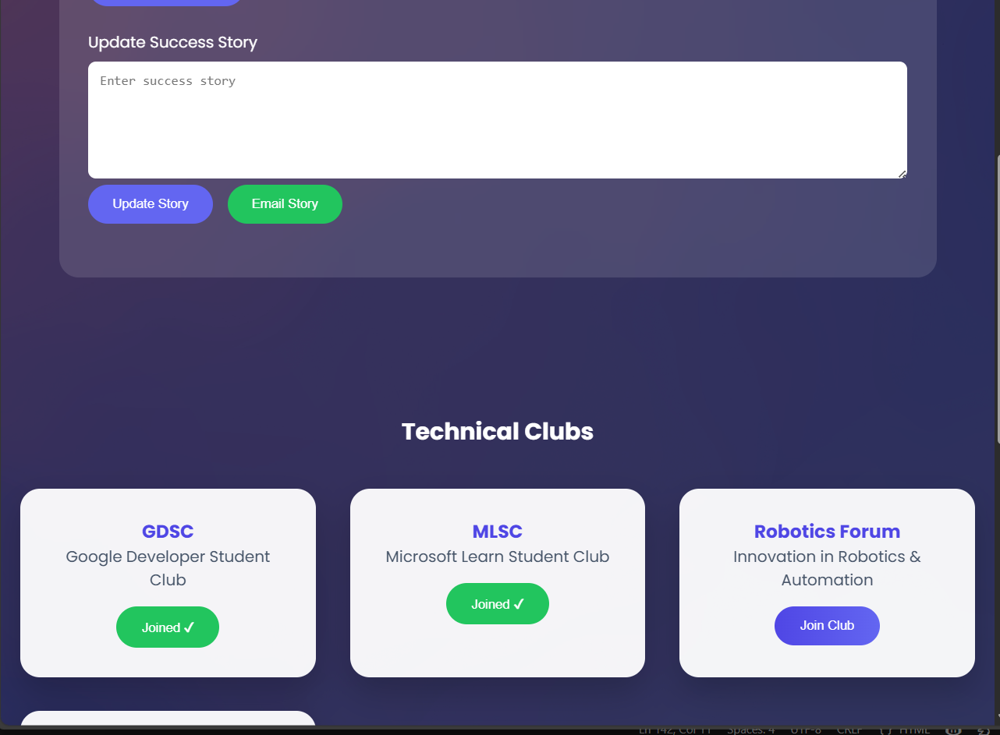 Update Success Story
Enter success story
Update Story Email Story
Technical Clubs
GDSC
Google Developer Student
Club
Joined ✓
MLSC
Microsoft Learn Student Club
Joined ✓
Robotics Forum
Innovation in Robotics &
Automation
Join Club
Ln 142, Col 11 Spaces: 4 UTF-8 CRLF {} HTML